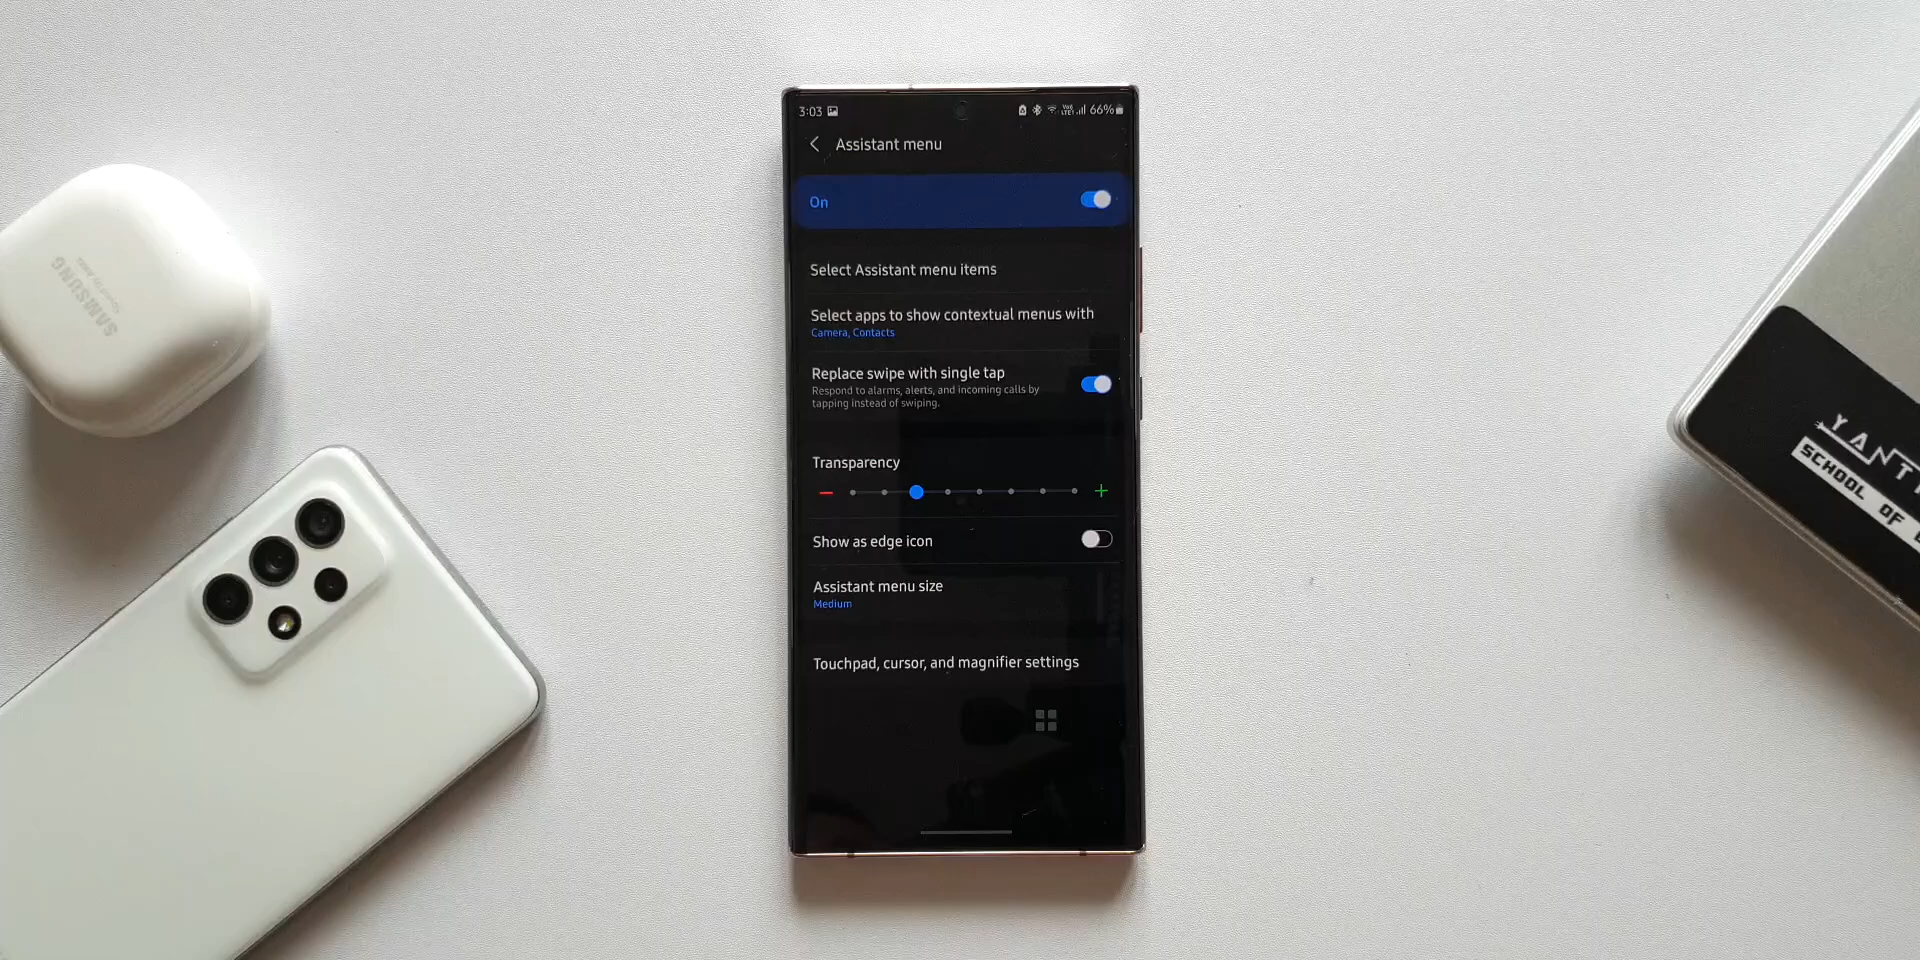 3:03
66%
Assistant menu
On
Select Assistant menu items
Select apps to show contextual menus with
Camera, Contacts
Replace swipe with single tap
Respond to alarms, alerts, and incoming calls by
tapping instead of swiping.
Transparency
Show as edge icon
Assistant menu size
Medium
Touchpad, cursor, and magnifier settings
SAMSUNG
SCHOOL OF